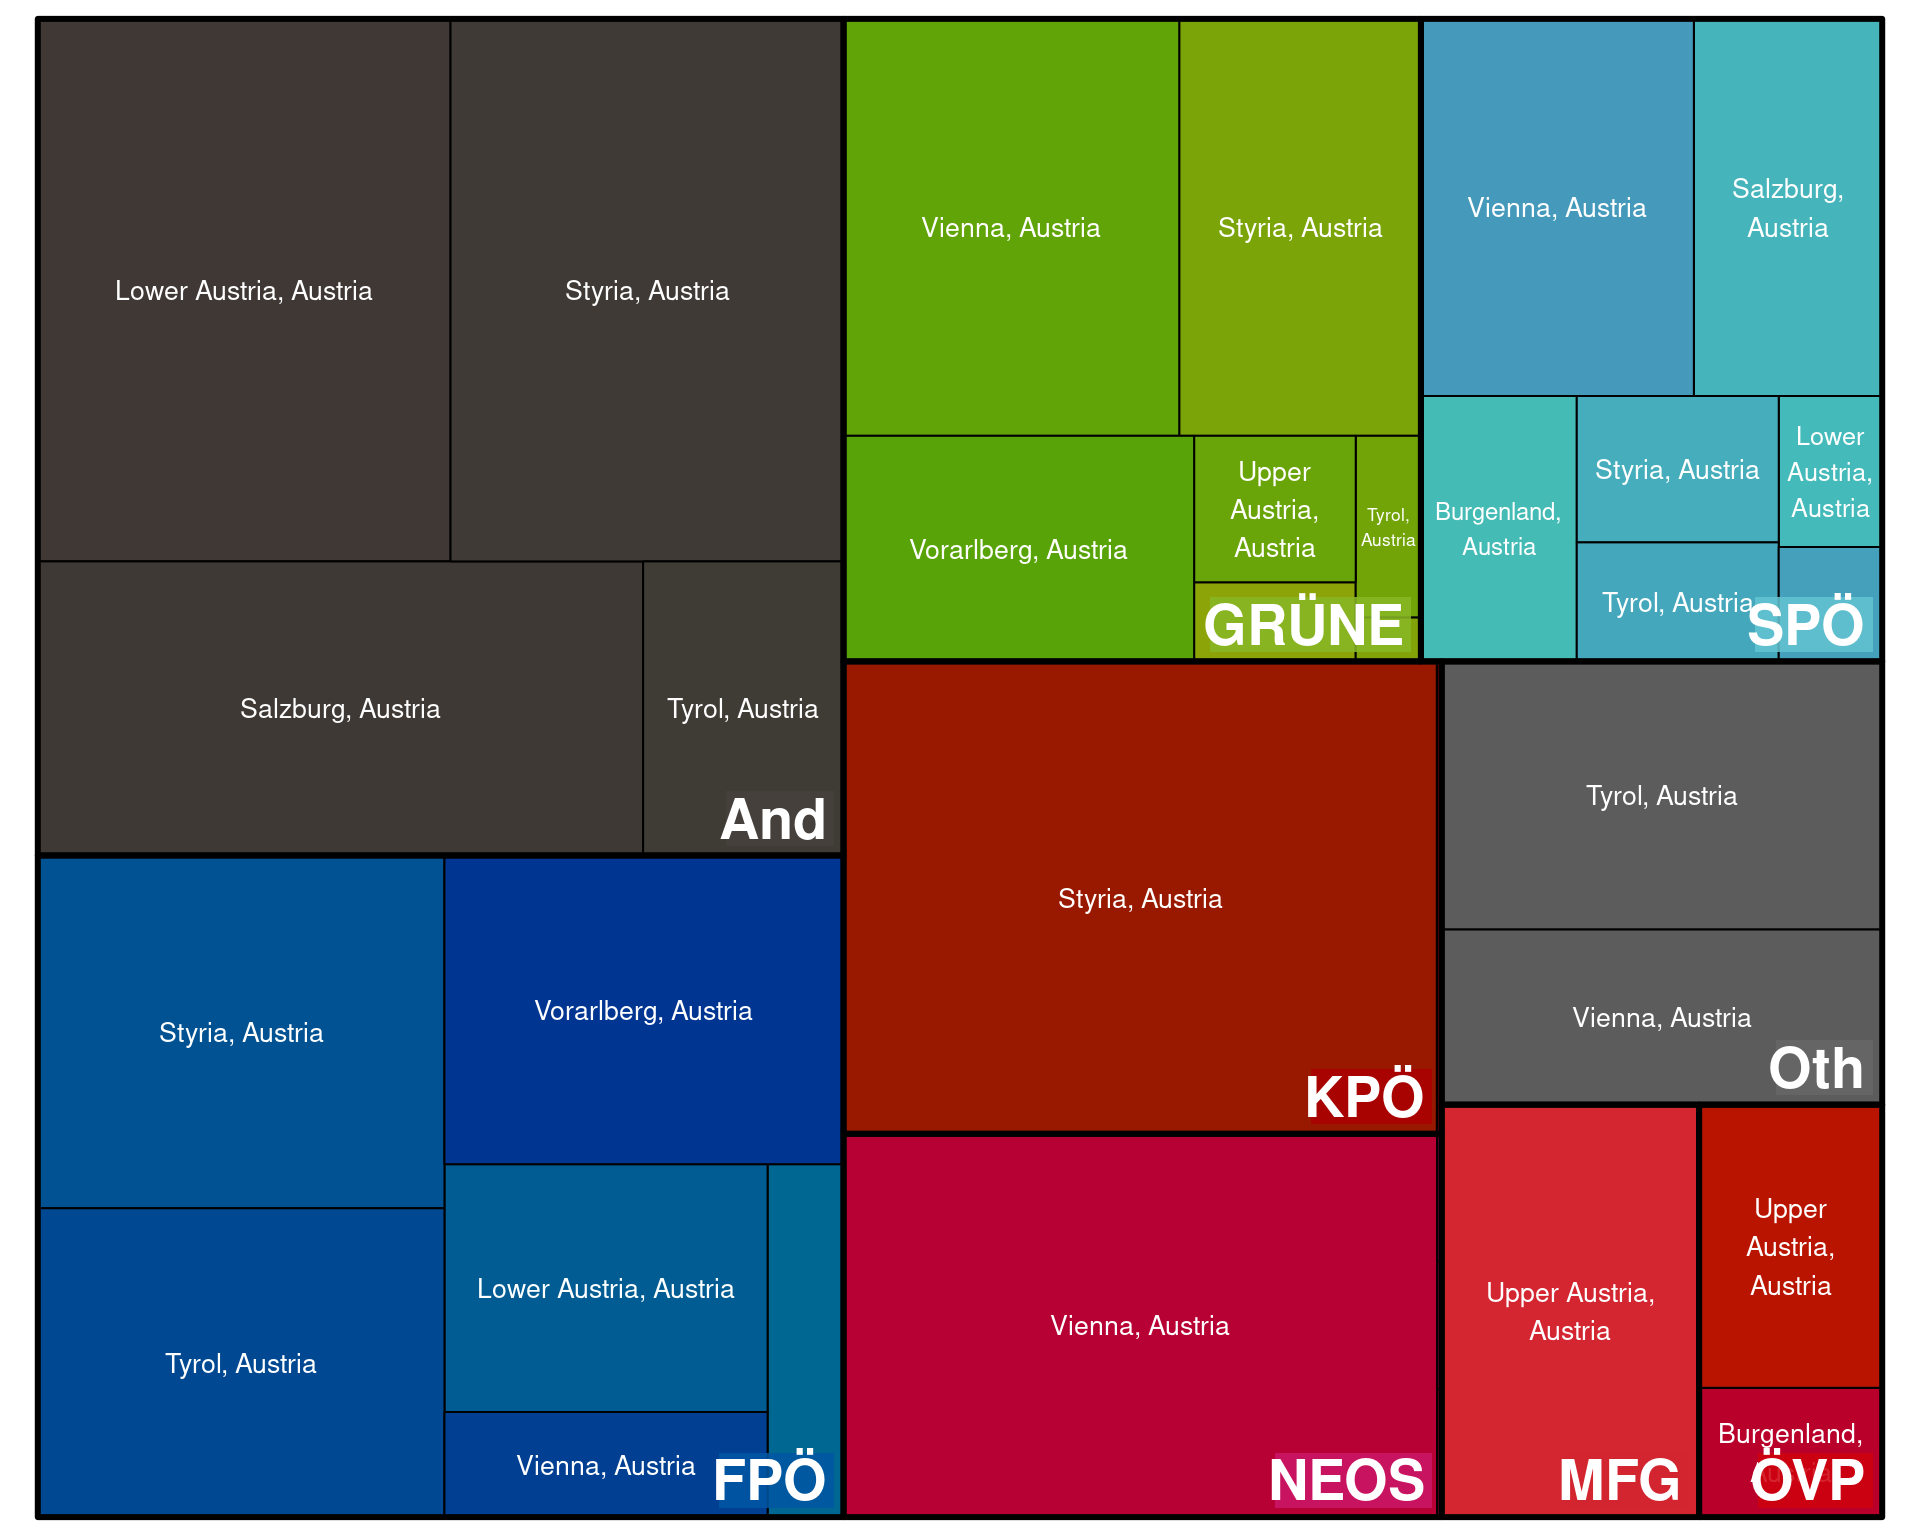 Lower Austria, Austria
Styria, Austria
Salzburg, Austria
Tyrol, Austria
And
Styria, Austria
Vorarlberg, Austria
Tyrol, Austria
Lower Austria, Austria
Vienna, Austria
FPÖ
Vienna, Austria
Styria, Austria
Vorarlberg, Austria
Upper
Austria,
Austria
Tyrol,
Austria
GRÜNE
Vienna, Austria
Salzburg,
Austria
Burgenland,
Austria
Styria, Austria
Lower
Austria,
Austria
Tyrol, Austria
SPÖ
Styria, Austria
KPÖ
Tyrol, Austria
Vienna, Austria
Oth
Vienna, Austria
NEOS
Upper Austria,
Austria
MFG
Upper
Austria,
Austria
Burgenland,
Austria
ÖVP